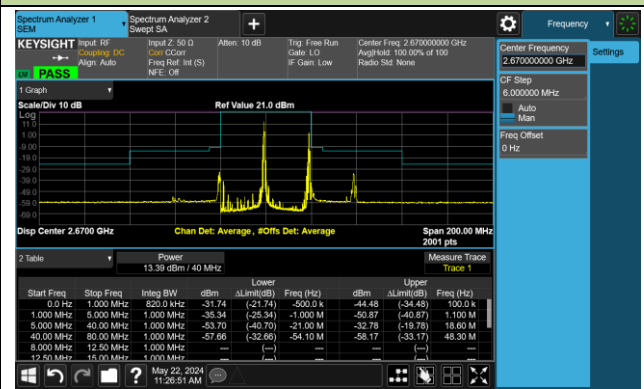 Spectrum Analyzer 1
SEM
Spectrum Analyzer 2
Swept SA
+
Frequency
KEYSIGHT
Input: RF
Coupling: DC
Align: Auto
Input Z: 50 Ω
Corr CCorr
Freq Ref: Int (S)
NFE: Off
Atten: 10 dB
Trig: Free Run
Gate: LO
IF Gain: Low
Center Freq: 2.670000000 GHz
Avg|Hold: 100.00% of 100
Radio Std: None
PASS
Center Frequency
2.670000000 GHz
Settings
CF Step
6.000000 MHz
Auto
Man
Freq Offset
0 Hz
1 Graph
Scale/Div 10 dB
Ref Value 21.0 dBm
Log
11.0
1.00
-9.00
-19.0
-29.0
-39.0
-49.0
-59.0
-69.0
Disp Center 2.6700 GHz
Chan Det: Average, #Offs Det: Average
Span 200.00 MHz
2001 pts
2 Table
Power
13.39 dBm / 40 MHz
Measure Trace
Trace 1
Lower Upper
Start Freq Stop Freq Integ BW dBm ΔLimit(dB) Freq (Hz) dBm ΔLimit(dB) Freq (Hz)
0.0 Hz 1.000 MHz 820.0 kHz -31.74 (-21.74) -500.0 k -44.48 (-34.48) 100.0 k
1.000 MHz 5.000 MHz 1.000 MHz -35.34 (-25.34) -1.000 M -50.87 (-40.87) 1.100 M
5.000 MHz 40.00 MHz 1.000 MHz -53.70 (-40.70) -21.00 M -32.78 (-19.78) 18.60 M
40.00 MHz 80.00 MHz 1.000 MHz -57.66 (-32.66) -54.10 M -58.17 (-33.17) 48.30 M
8.000 MHz 12.50 MHz 1.000 MHz --- (---) --- (---)
12.50 MHz 15.00 MHz 1.000 MHz
May 22, 2024
11:26:51 AM